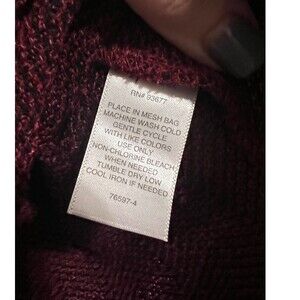 RN# 93677
PLACE IN MESH BAG
MACHINE WASH COLD
GENTLE CYCLE
WITH LIKE COLORS
USE ONLY
NON-CHLORINE BLEACH
WHEN NEEDED
TUMBLE DRY LOW
COOL IRON IF NEEDED
76597-4